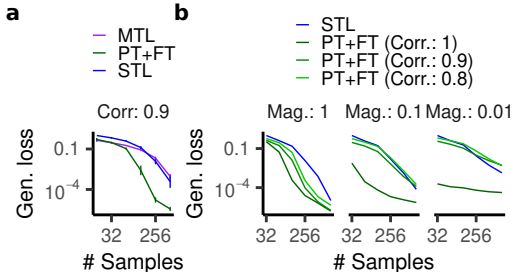 a
MTL
PT+FT
STL
Corr: 0.9
Gen. loss
0.1
10⁻⁴
32
256
# Samples
b
STL
PT+FT (Corr.: 1)
PT+FT (Corr.: 0.9)
PT+FT (Corr.: 0.8)
Mag.: 1
Mag.: 0.1
Mag.: 0.01
Gen. loss
0.1
10⁻⁴
32
256
32
256
32
256
# Samples